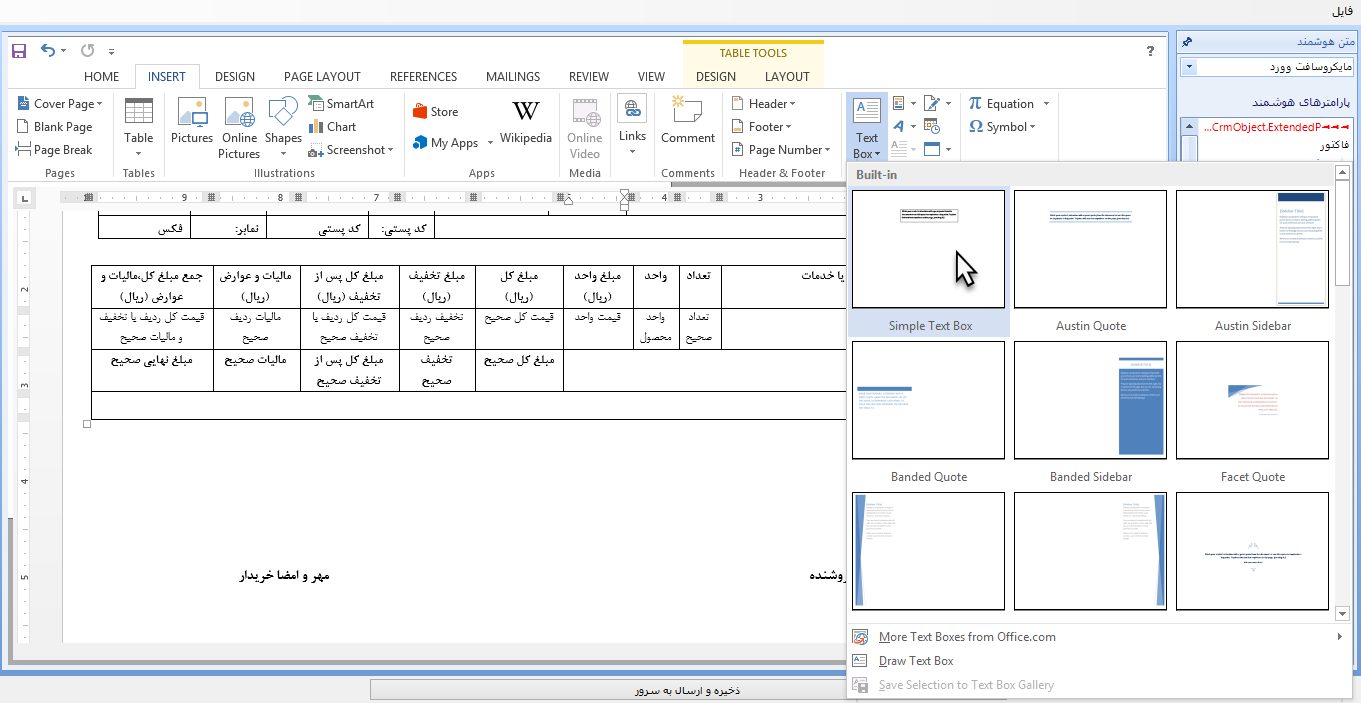 فایل
متن هوشمند
مایکروسافت وورد
پارامترهای هوشمند
...CrmObject.ExtendedP◄◄◄
فاکتور
?
TABLE TOOLS
HOME INSERT DESIGN PAGE LAYOUT REFERENCES MAILINGS REVIEW VIEW DESIGN LAYOUT
Cover Page
Blank Page
Page Break
Pages
Table
Tables
Pictures
Online Pictures
Shapes
SmartArt
Chart
Screenshot
Illustrations
Store
My Apps
Wikipedia
Apps
Online Video
Media
Links
Comment
Comments
Header
Footer
Page Number
Header & Footer
Text Box
Equation
Symbol
9 8 7 4 3
2
3
4
5
کد پستی: کد پستی نمابر: فکس
یا خدمات تعداد واحد مبلغ واحد (ریال) مبلغ کل (ریال) مبلغ تخفیف (ریال) مبلغ کل پس از تخفیف (ریال) مالیات و عوارض (ریال) جمع مبلغ کل،مالیات و عوارض (ریال)
تعداد صحیح واحد محصول قیمت واحد قیمت کل صحیح تخفیف ردیف صحیح قیمت کل ردیف یا تخفیف صحیح مالیات ردیف صحیح قیمت کل ردیف یا تخفیف و مالیات صحیح
مبلغ کل صحیح تخفیف صحیح مبلغ کل پس از تخفیف صحیح مالیات صحیح مبلغ نهایی صحیح
روشنده مهر و امضا خریدار
Built-in
Simple Text Box Austin Quote Austin Sidebar
Banded Quote Banded Sidebar Facet Quote
More Text Boxes from Office.com
Draw Text Box
Save Selection to Text Box Gallery
ذخیره و ارسال به سرور